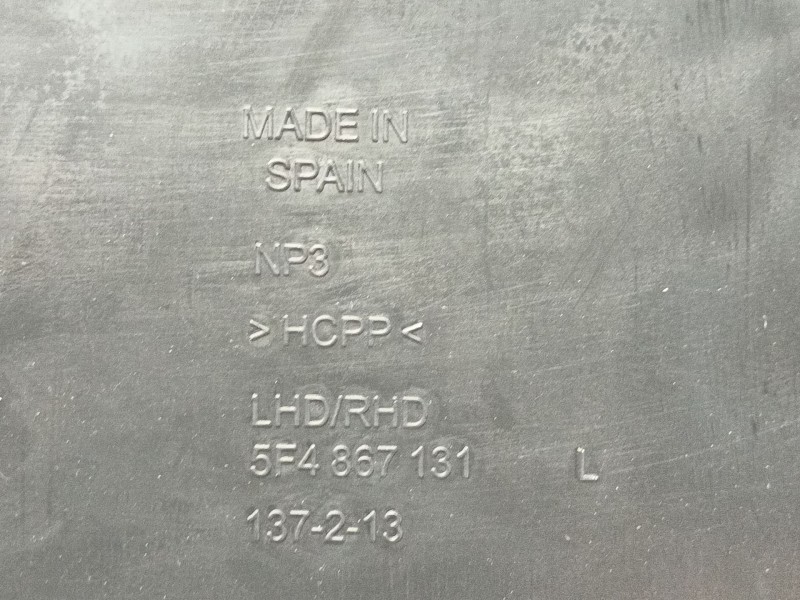 MADE IN
SPAIN
NP3
>HCPP<
LHD/RHD
5F4 867 131 L
137-2-13